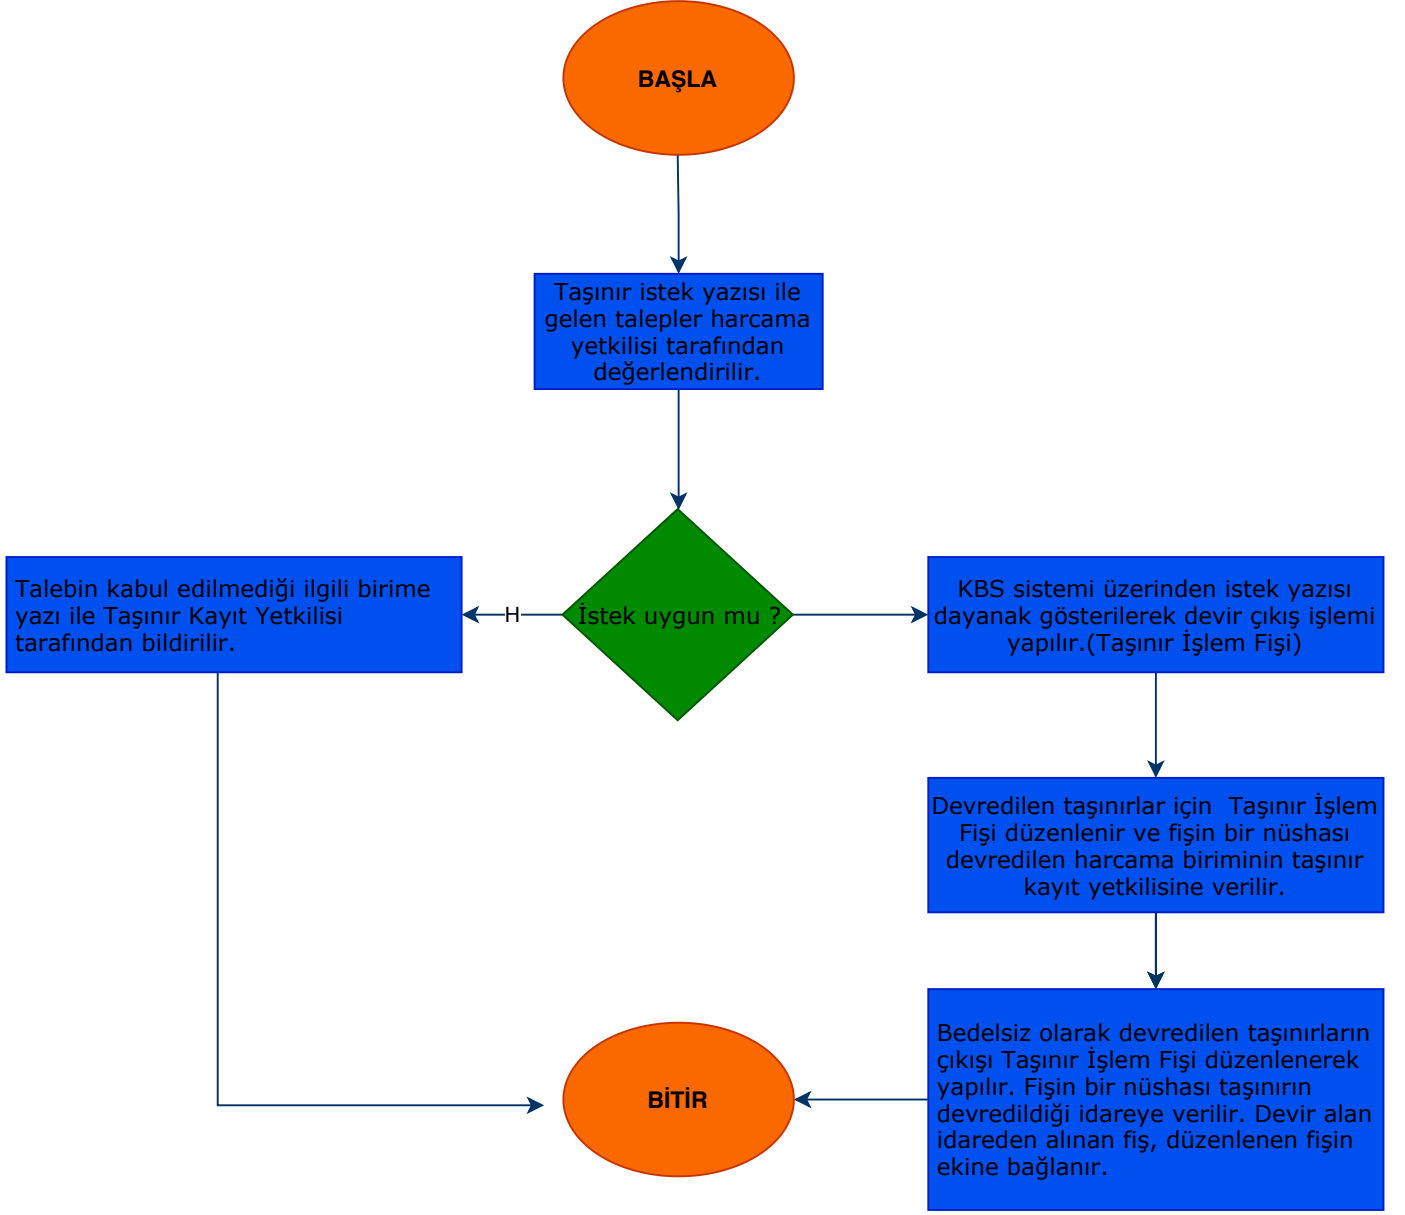 BAŞLA
Taşınır istek yazısı ile
gelen talepler harcama
yetkilisi tarafından
değerlendirilir.
Talebin kabul edilmediği ilgili birime
yazı ile Taşınır Kayıt Yetkilisi
tarafından bildirilir.
H
İstek uygun mu ?
KBS sistemi üzerinden istek yazısı
dayanak gösterilerek devir çıkış işlemi
yapılır.(Taşınır İşlem Fişi)
Devredilen taşınırlar için  Taşınır İşlem
Fişi düzenlenir ve fişin bir nüshası
devredilen harcama biriminin taşınır
kayıt yetkilisine verilir.
Bedelsiz olarak devredilen taşınırların
çıkışı Taşınır İşlem Fişi düzenlenerek
yapılır. Fişin bir nüshası taşınırın
devredildiği idareye verilir. Devir alan
idareden alınan fiş, düzenlenen fişin
ekine bağlanır.
BİTİR